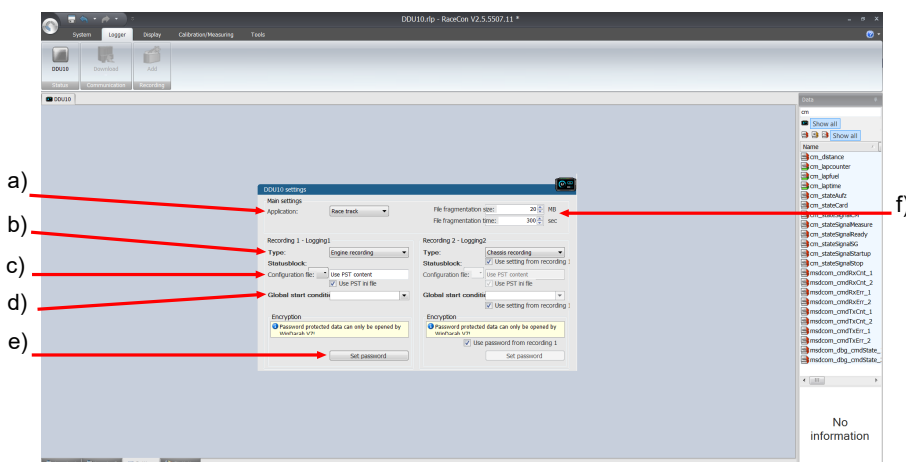 DDU10.rlp - RaceCon V2.5.5507.11 *
System Logger Display Calibration/Measuring Tools
DDU10 Download Add
Status Communication Recording
DDU10
Data
cm
Show all
Show all
Name
cm_distance
cm_lapcounter
cm_lapfuel
cm_laptime
cm_stateAufz
cm_stateCard
cm_stateSignalMeasure
cm_stateSignalReady
cm_stateSignalSG
cm_stateSignalStartup
cm_stateSignalStop
msdcom_cmdRxCnt_1
msdcom_cmdRxCnt_2
msdcom_cmdRxErr_1
msdcom_cmdRxErr_2
msdcom_cmdTxCnt_1
msdcom_cmdTxCnt_2
msdcom_cmdTxErr_1
msdcom_cmdTxErr_2
msdcom_dbg_cmdState_
msdcom_dbg_cmdState_
No
information
a)
b)
c)
d)
e)
f)
DDU10 settings
Main settings
Application: Race track
File fragmentation size: 20 MB
File fragmentation time: 300 sec
Recording 1 - Logging1
Type: Engine recording
Statusblock:
Configuration file: Use PST content
Use PST ini file
Global start conditi
Encryption
Password protected data can only be opened by
WinDarab V7!
Set password
Recording 2 - Logging2
Type: Chassis recording
Statusblock: Use setting from recording 1
Configuration file: Use PST content
Use PST ini file
Global start conditi
Use setting from recording 1
Encryption
Password protected data can only be opened by
WinDarab V7!
Use password from recording 1
Set password